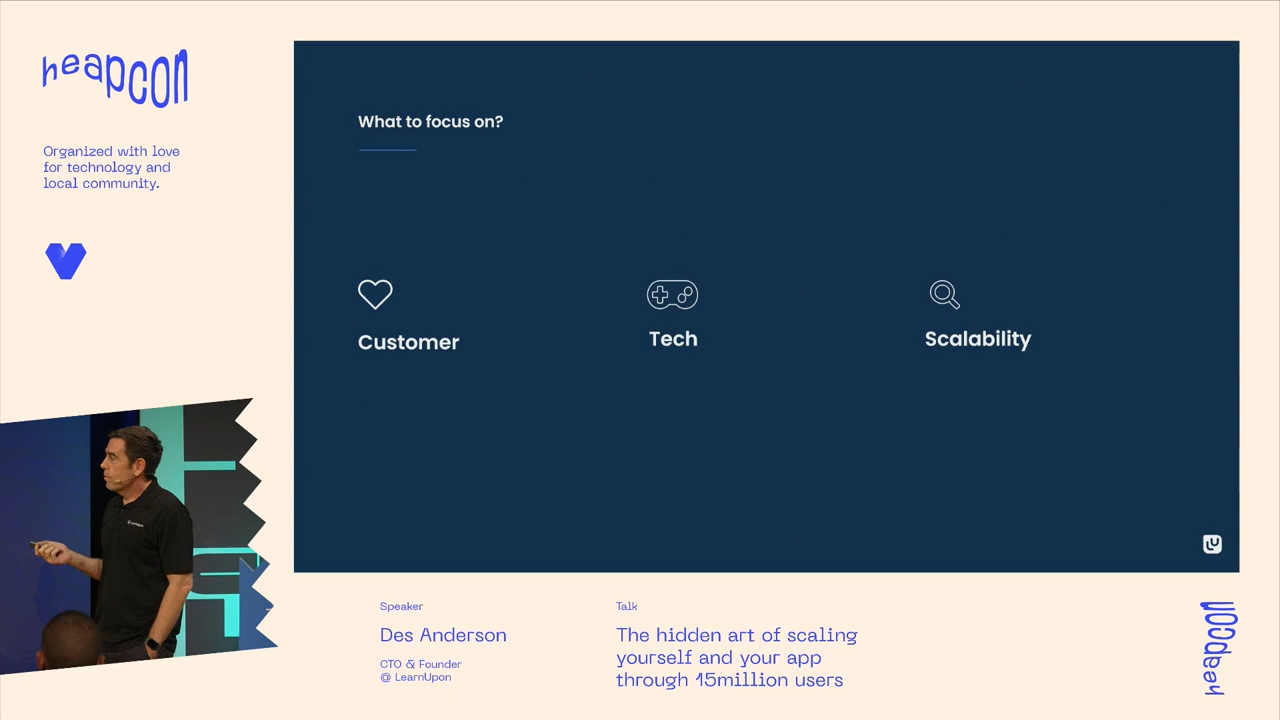 heapcon
Organized with love
for technology and
local community.
What to focus on?
Customer
Tech
Scalability
Speaker
Des Anderson
CTO & Founder
@ LearnUpon
Talk
The hidden art of scaling
yourself and your app
through 15million users
heapcon